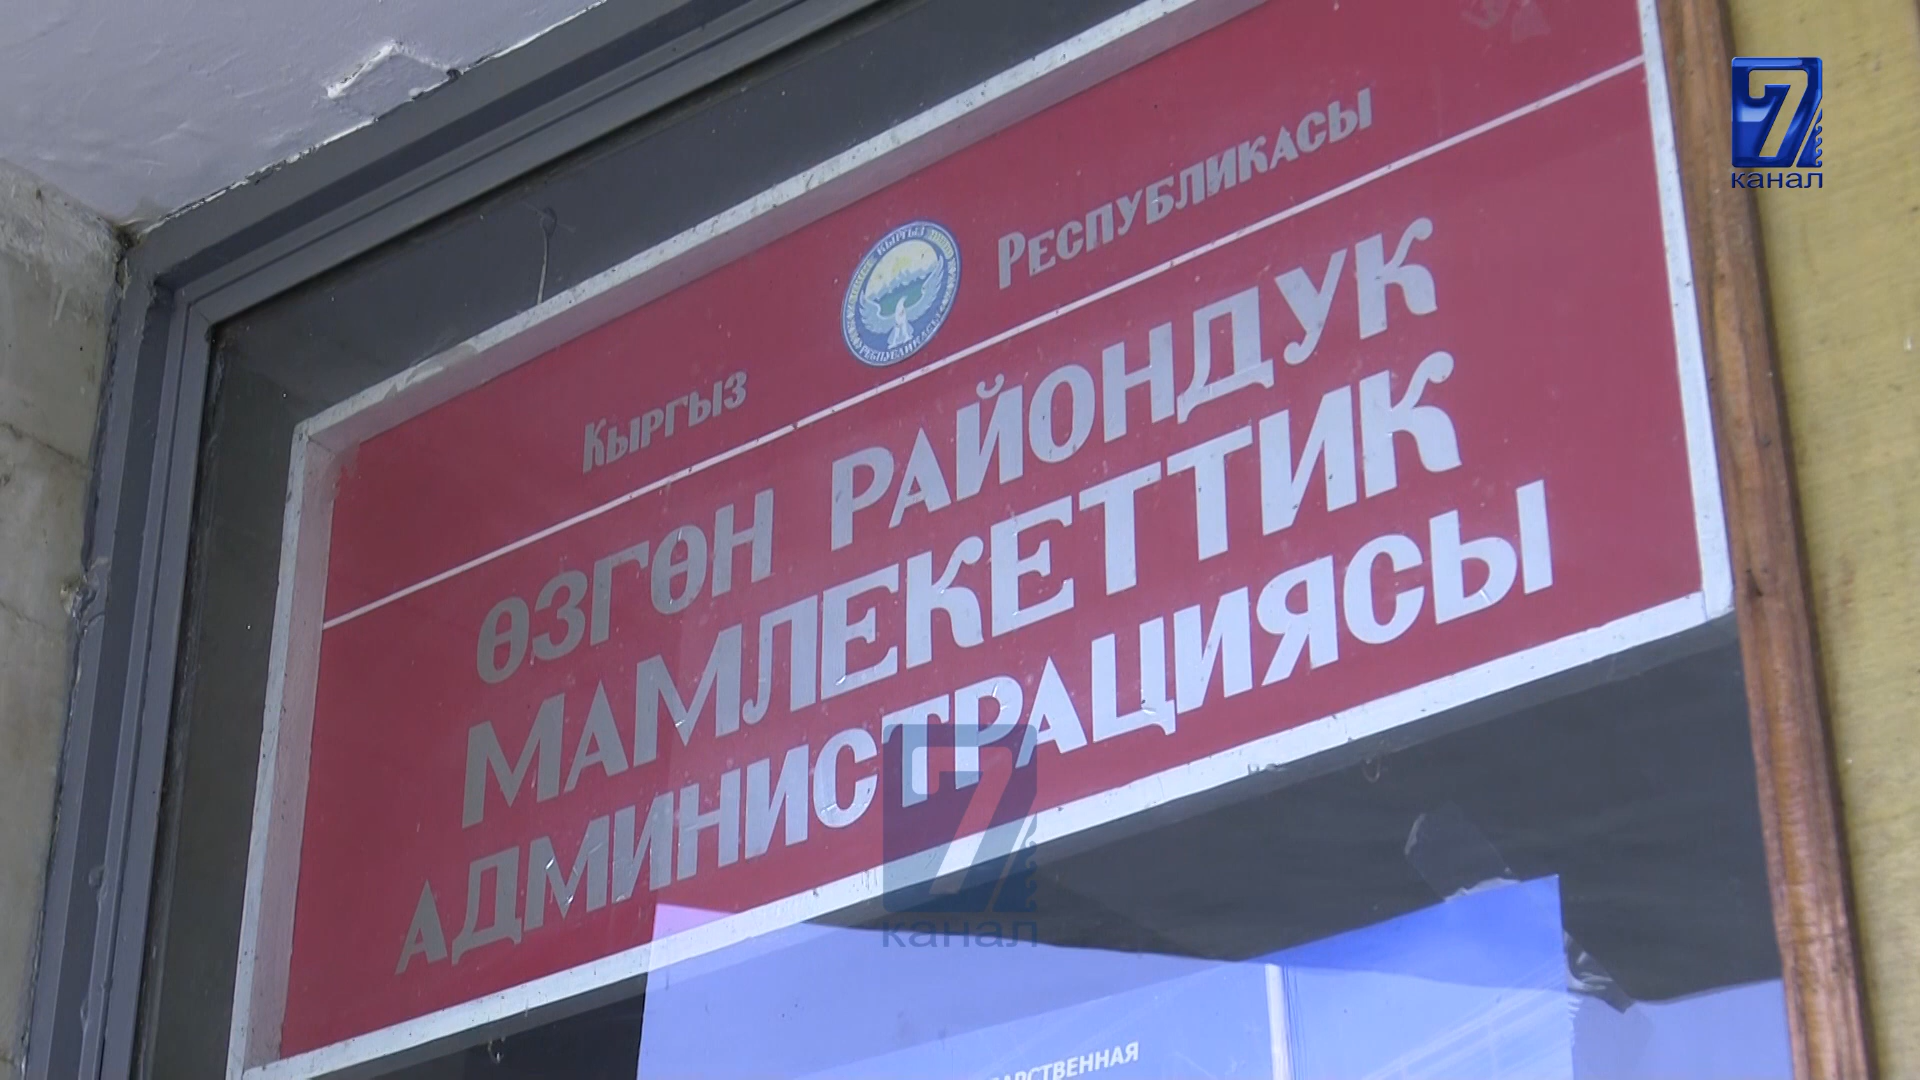 7
канал
Кыргыз Республикасы
ӨЗГӨН РАЙОНДУК
МАМЛЕКЕТТИК
АДМИНИСТРАЦИЯСЫ
7
канал